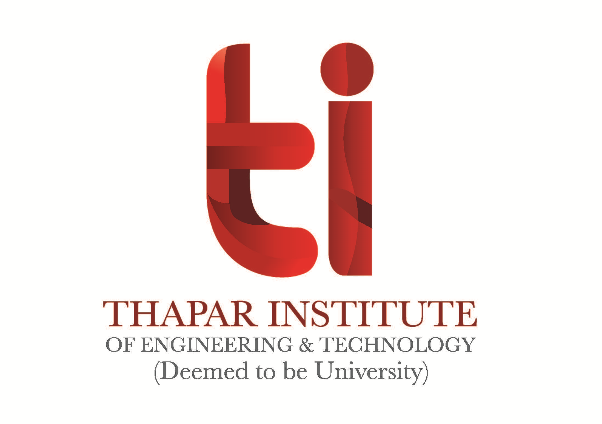 ti
THAPAR INSTITUTE
OF ENGINEERING & TECHNOLOGY
(Deemed to be University)